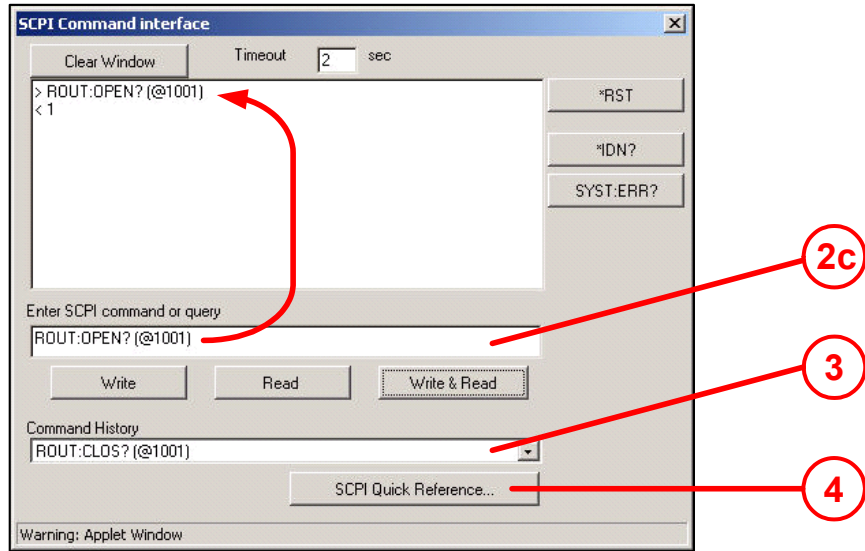 SCPI Command interface
Clear Window
Timeout 2 sec
> ROUT:OPEN? (@1001)
< 1
*RST
*IDN?
SYST:ERR?
2c
Enter SCPI command or query
ROUT:OPEN? (@1001)
Write Read Write & Read
3
Command History
ROUT:CLOS? (@1001)
SCPI Quick Reference...
4
Warning: Applet Window